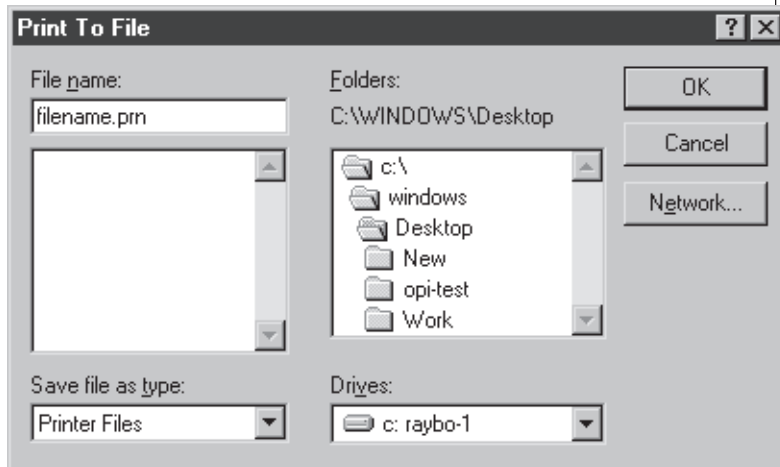 Print To File
File name:
filename.prn
Folders:
C:\WINDOWS\Desktop
c:\
windows
Desktop
New
opi-test
Work
OK
Cancel
Network...
Save file as type:
Printer Files
Drives:
c: raybo-1